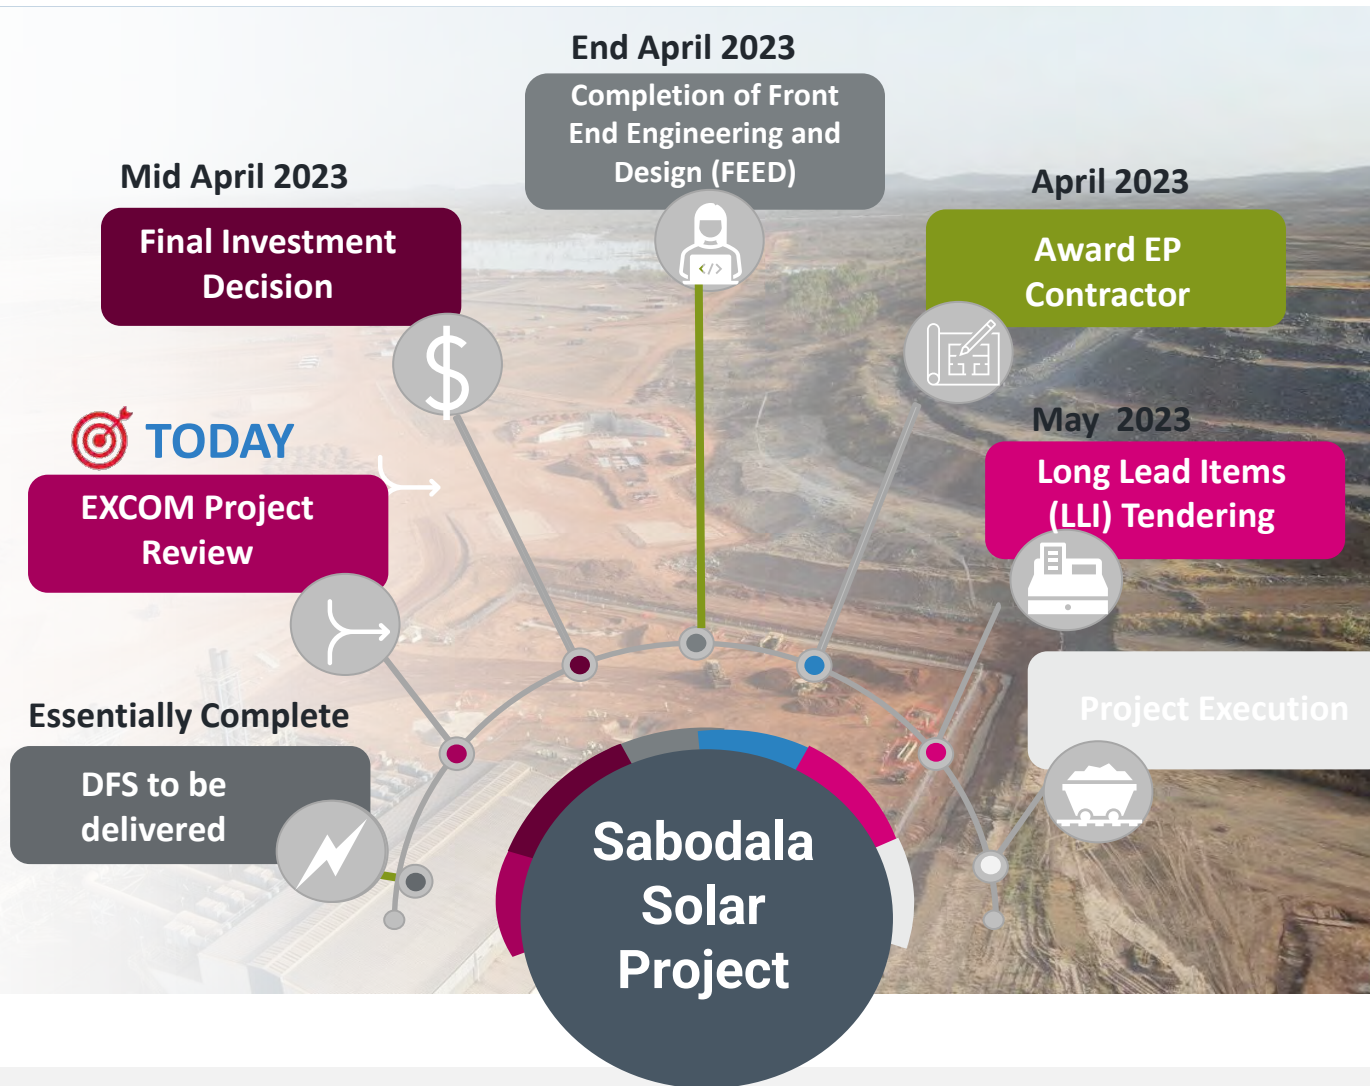 End April 2023
Completion of Front
End Engineering and
Design (FEED)
Mid April 2023
Final Investment
Decision
April 2023
Award EP
Contractor
TODAY
EXCOM Project
Review
May  2023
Long Lead Items
(LLI) Tendering
Essentially Complete
DFS to be
delivered
Project Execution
Sabodala
Solar
Project